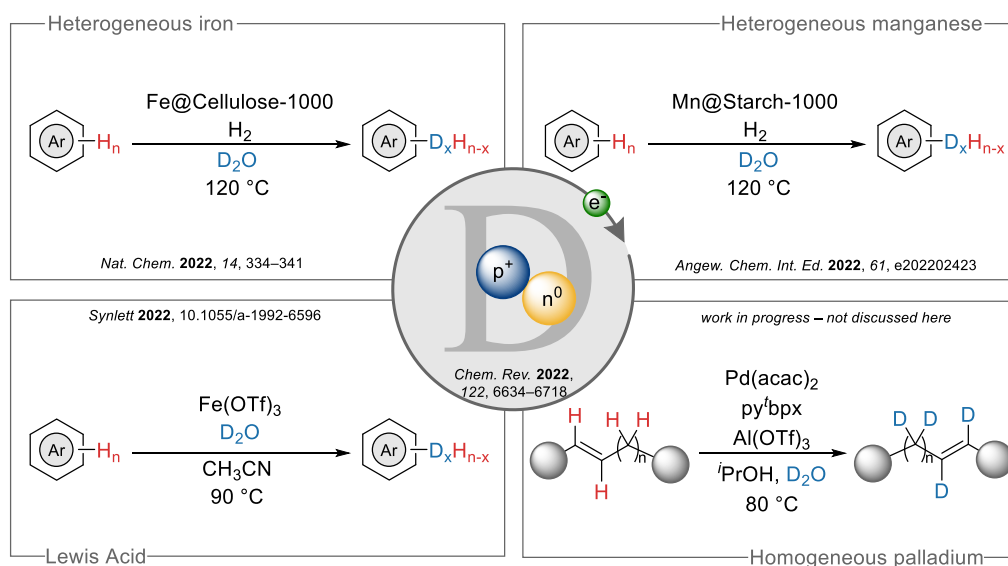 Heterogeneous iron
Fe@Cellulose-1000
H2
D2O
120 °C
Ar
Hn
Ar
DxHn-x
Nat. Chem. 2022, 14, 334–341
Heterogeneous manganese
Mn@Starch-1000
H2
D2O
120 °C
Ar
Hn
Ar
DxHn-x
Angew. Chem. Int. Ed. 2022, 61, e202202423
D
e-
p+
n0
Chem. Rev. 2022,
122, 6634–6718
Synlett 2022, 10.1055/a-1992-6596
Fe(OTf)3
D2O
CH3CN
90 °C
Ar
Hn
Ar
DxHn-x
Lewis Acid
work in progress – not discussed here
Pd(acac)2
pytbpx
Al(OTf)3
iPrOH, D2O
80 °C
H
H H
( )n
H
D D
D
( )n
D
Homogeneous palladium